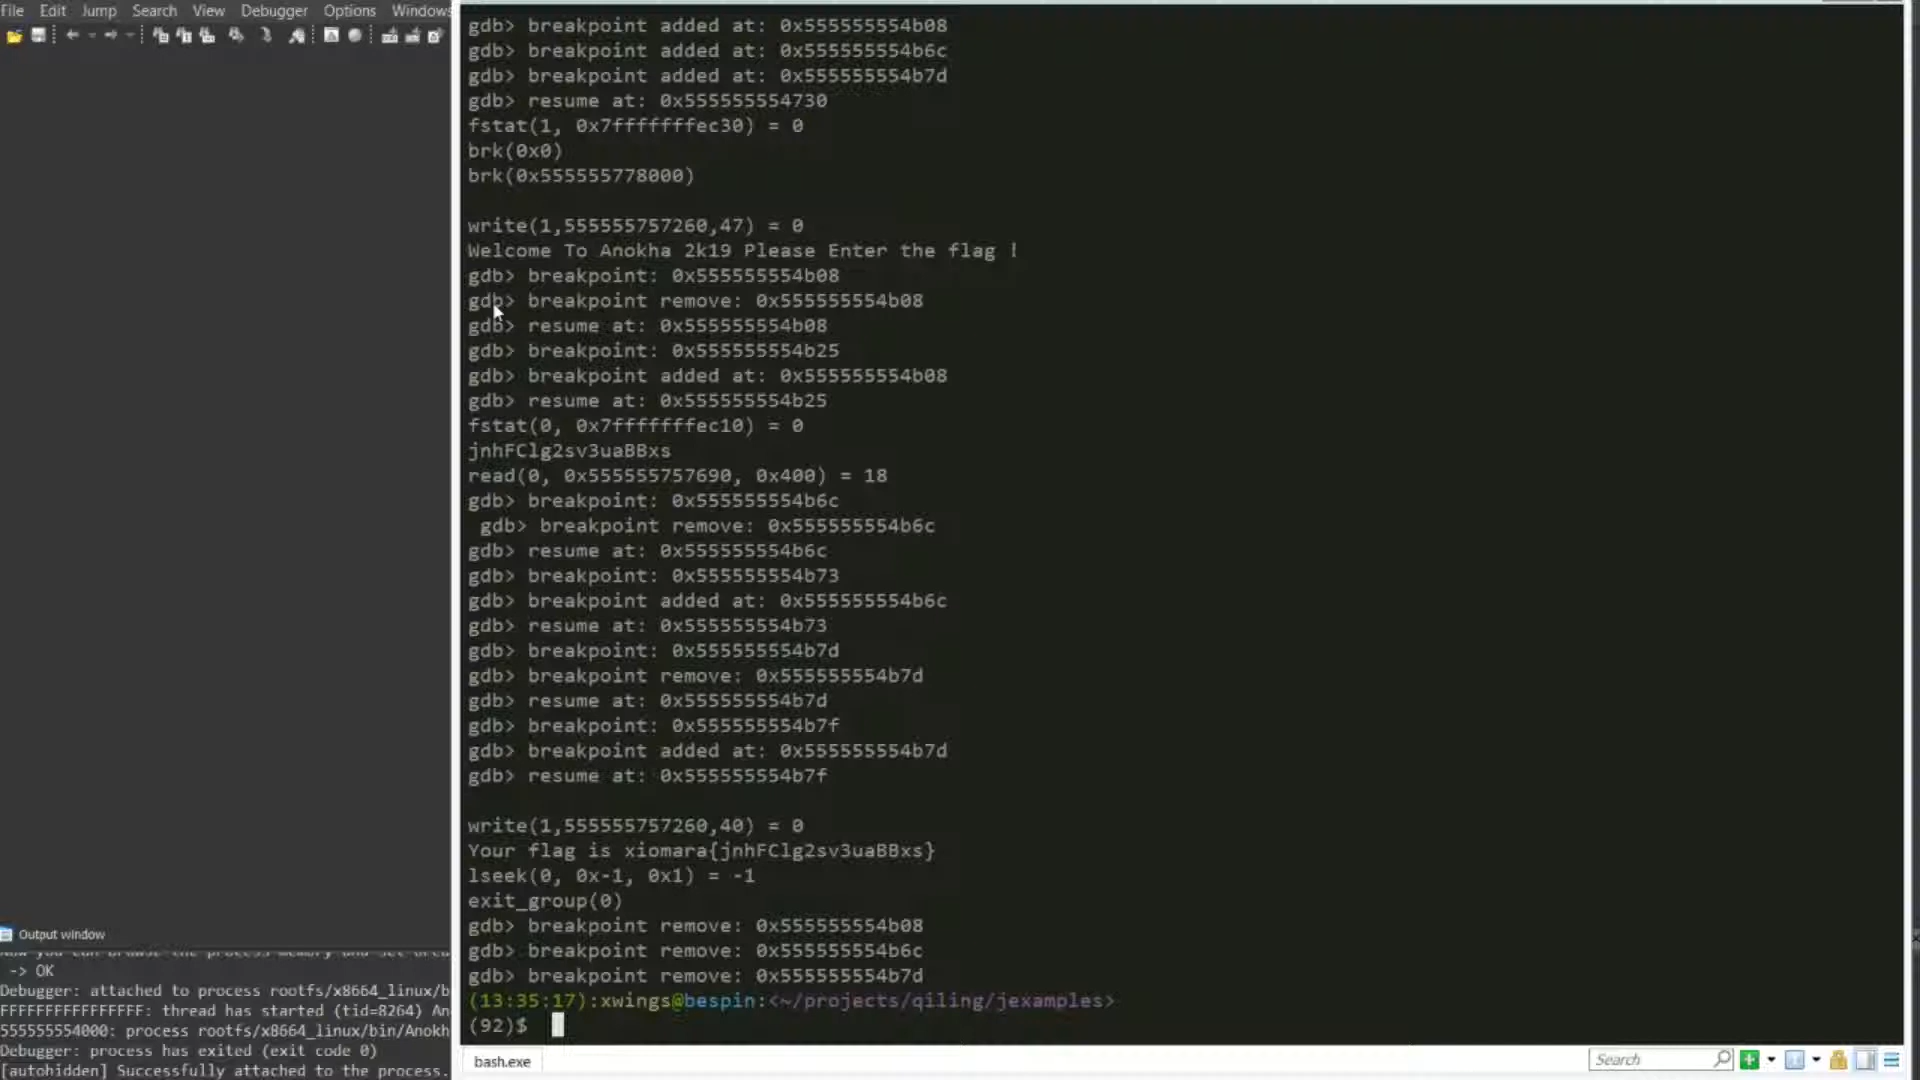 File Edit Jump Search View Debugger Options Windows
gdb> breakpoint added at: 0x555555554b08
gdb> breakpoint added at: 0x555555554b6c
gdb> breakpoint added at: 0x555555554b7d
gdb> resume at: 0x555555554730
fstat(1, 0x7fffffffec30) = 0
brk(0x0)
brk(0x555555778000)
write(1,555555757260,47) = 0
Welcome To Anokha 2k19 Please Enter the flag !
gdb> breakpoint: 0x555555554b08
gdb> breakpoint remove: 0x555555554b08
gdb> resume at: 0x555555554b08
gdb> breakpoint: 0x555555554b25
gdb> breakpoint added at: 0x555555554b08
gdb> resume at: 0x555555554b25
fstat(0, 0x7fffffffec10) = 0
jnhFClg2sv3uaBBxs
read(0, 0x555555757690, 0x400) = 18
gdb> breakpoint: 0x555555554b6c
gdb> breakpoint remove: 0x555555554b6c
gdb> resume at: 0x555555554b6c
gdb> breakpoint: 0x555555554b73
gdb> breakpoint added at: 0x555555554b6c
gdb> resume at: 0x555555554b73
gdb> breakpoint: 0x555555554b7d
gdb> breakpoint remove: 0x555555554b7d
gdb> resume at: 0x555555554b7d
gdb> breakpoint: 0x555555554b7f
gdb> breakpoint added at: 0x555555554b7d
gdb> resume at: 0x555555554b7f
write(1,555555757260,40) = 0
Your flag is xiomara{jnhFClg2sv3uaBBxs}
lseek(0, 0x-1, 0x1) = -1
exit_group(0)
gdb> breakpoint remove: 0x555555554b08
gdb> breakpoint remove: 0x555555554b6c
gdb> breakpoint remove: 0x555555554b7d
(13:35:17):xwings@bespin:<~/projects/qiling/jexamples>
(92)$
Output window
-> OK
Debugger: attached to process rootfs/x8664_linux/b
FFFFFFFFFFFFFFFF: thread has started (tid=8264) An
555555554000: process rootfs/x8664_linux/bin/Anokh
Debugger: process has exited (exit code 0)
[autohidden] Successfully attached to the process.
bash.exe
Search